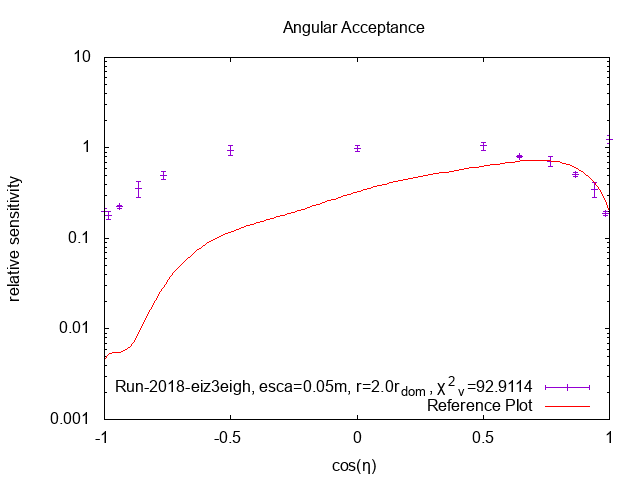 Angular Acceptance
10
1
0.1
0.01
0.001
relative sensitivity
Run-2018-eiz3eigh, esca=0.05m, r=2.0r_dom, χ²_ν=92.9114
Reference Plot
-1 -0.5 0 0.5 1
cos(η)